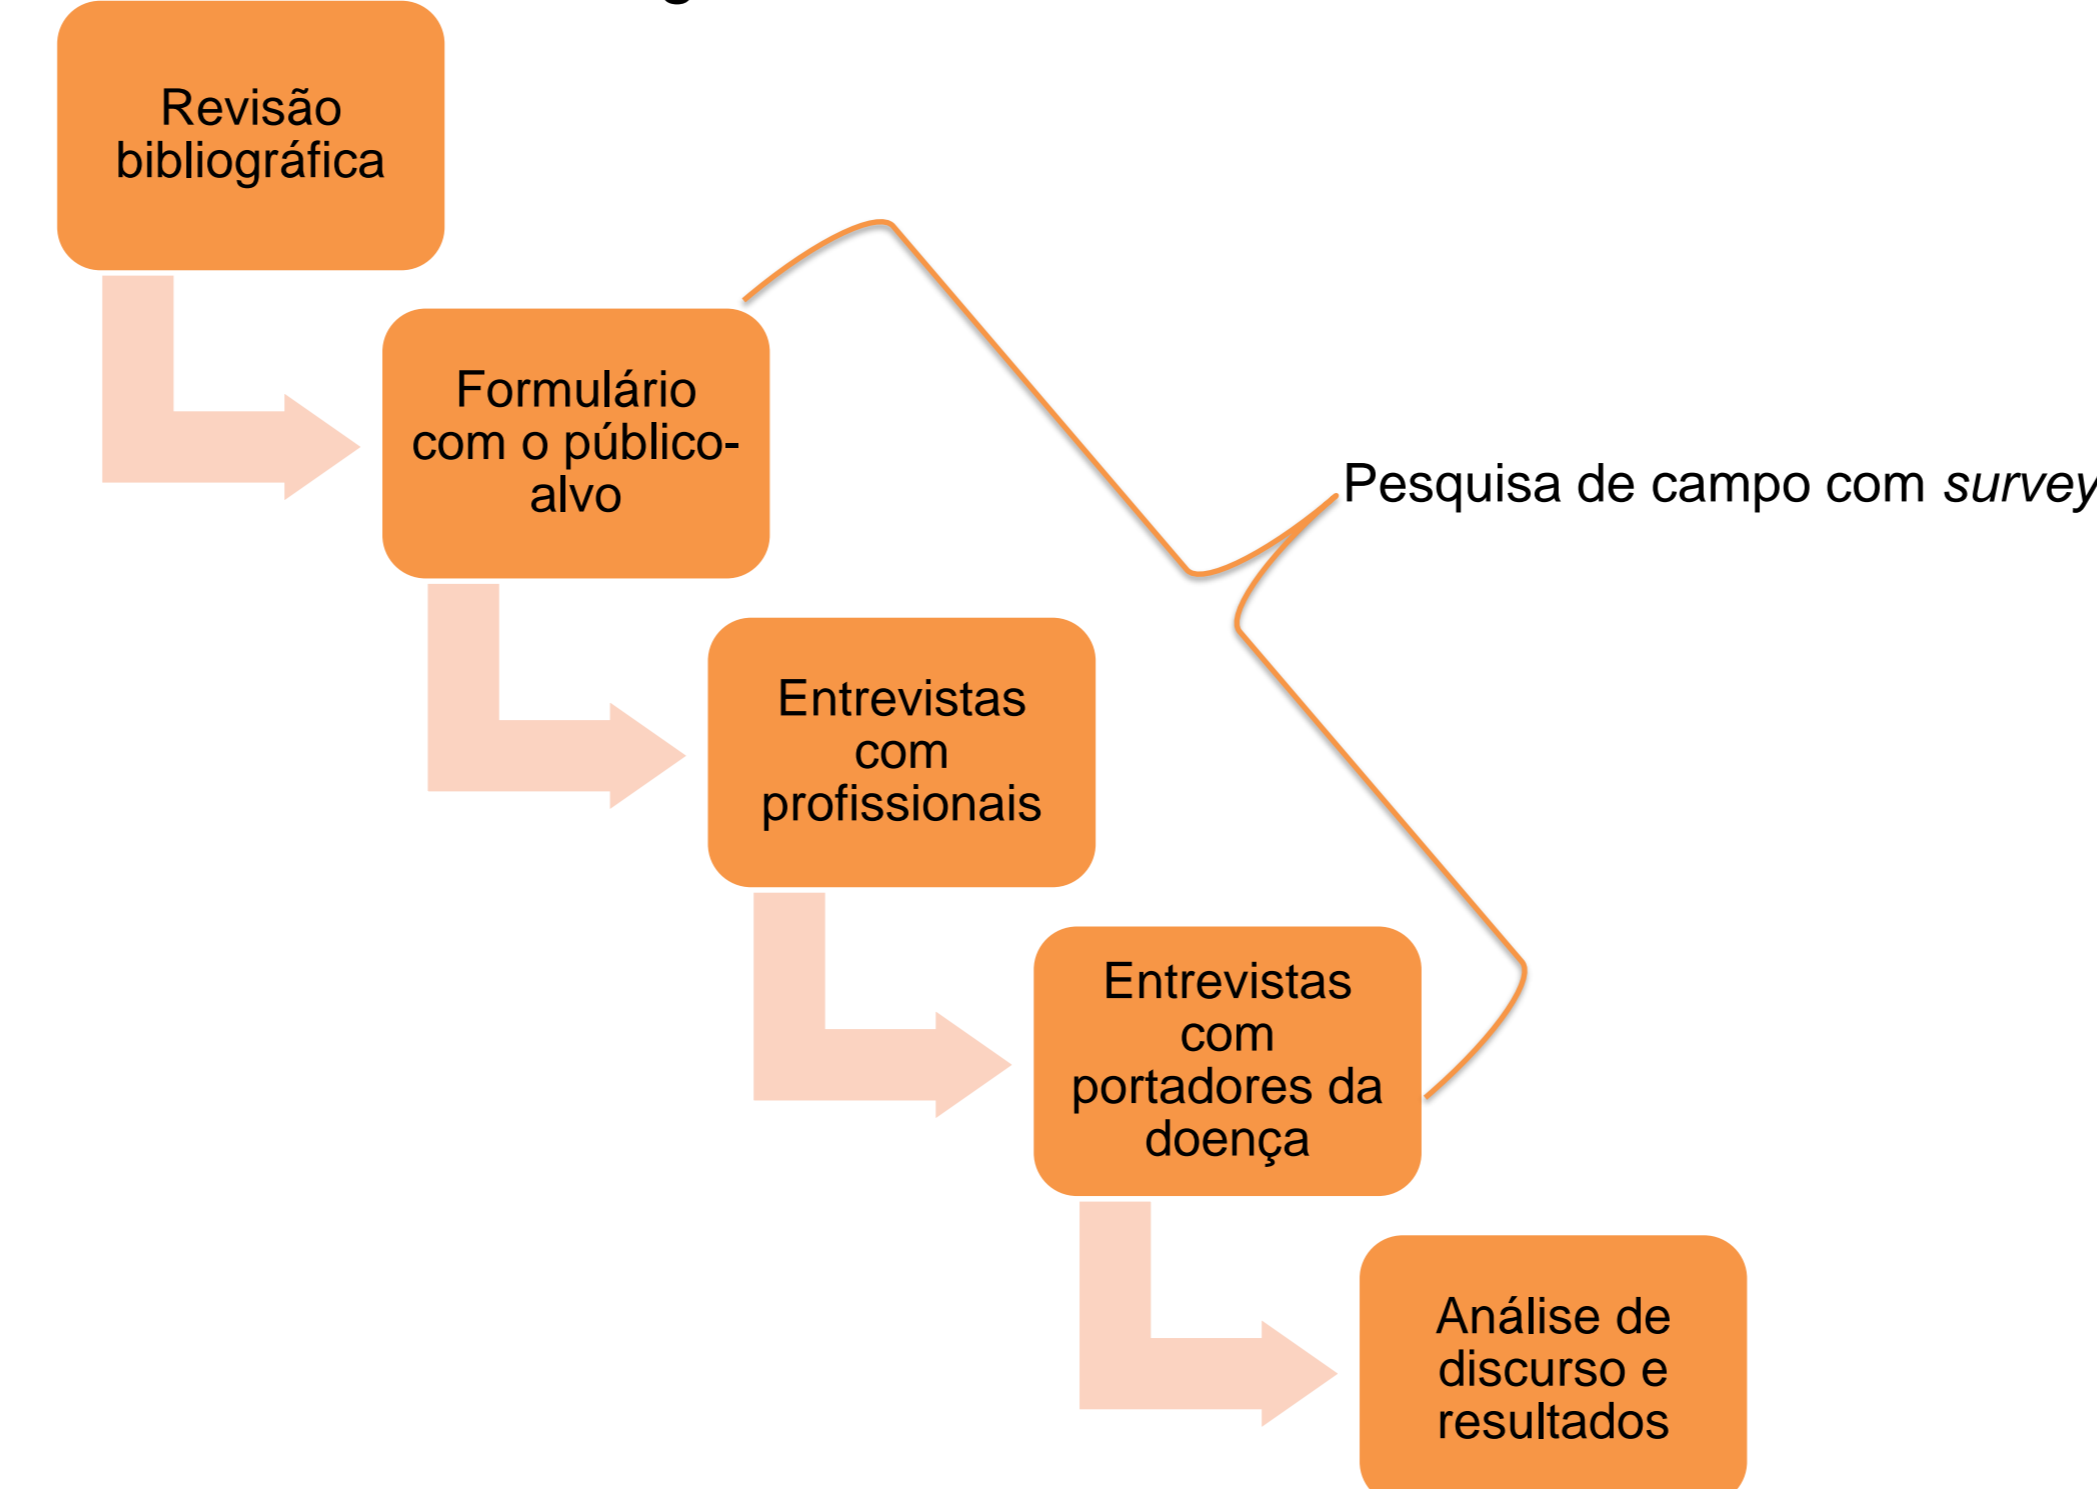 Revisão
bibliográfica
Formulário
com o público-
alvo
Pesquisa de campo com survey
Entrevistas
com
profissionais
Entrevistas
com
portadores da
doença
Análise de
discurso e
resultados